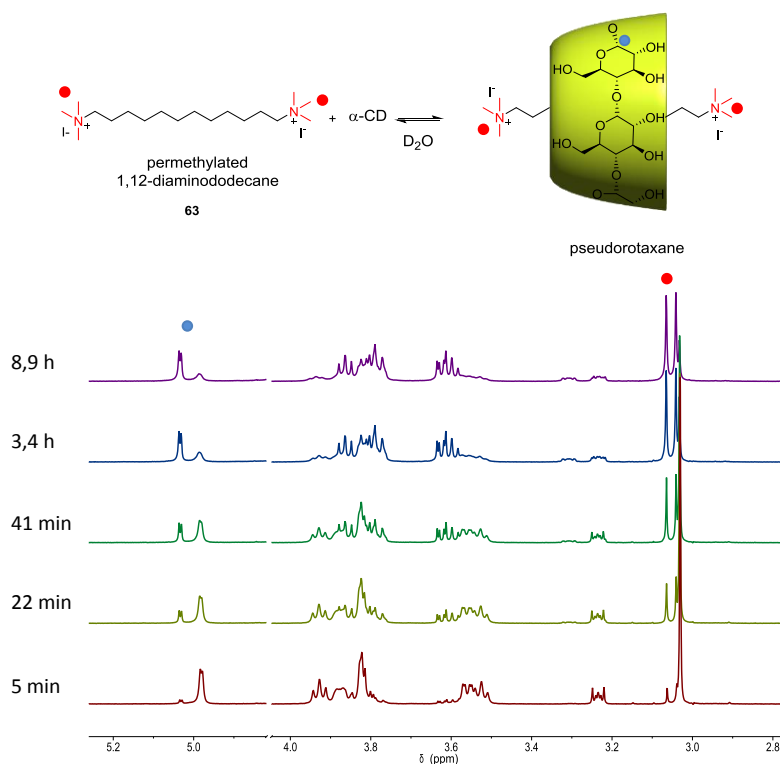 N
+
I-
N
+
I-
+
α-CD
D₂O
permethylated
1,12-diaminododecane
63
I-
N
+
O
OH
HO
O
OH
O
O
OH
HO
O
OH
O
O
OH
N
+
I-
pseudorotaxane
8,9 h
3,4 h
41 min
22 min
5 min
5.2 5.0 4.0 3.8 3.6 3.4 3.2 3.0 2.8
δ (ppm)